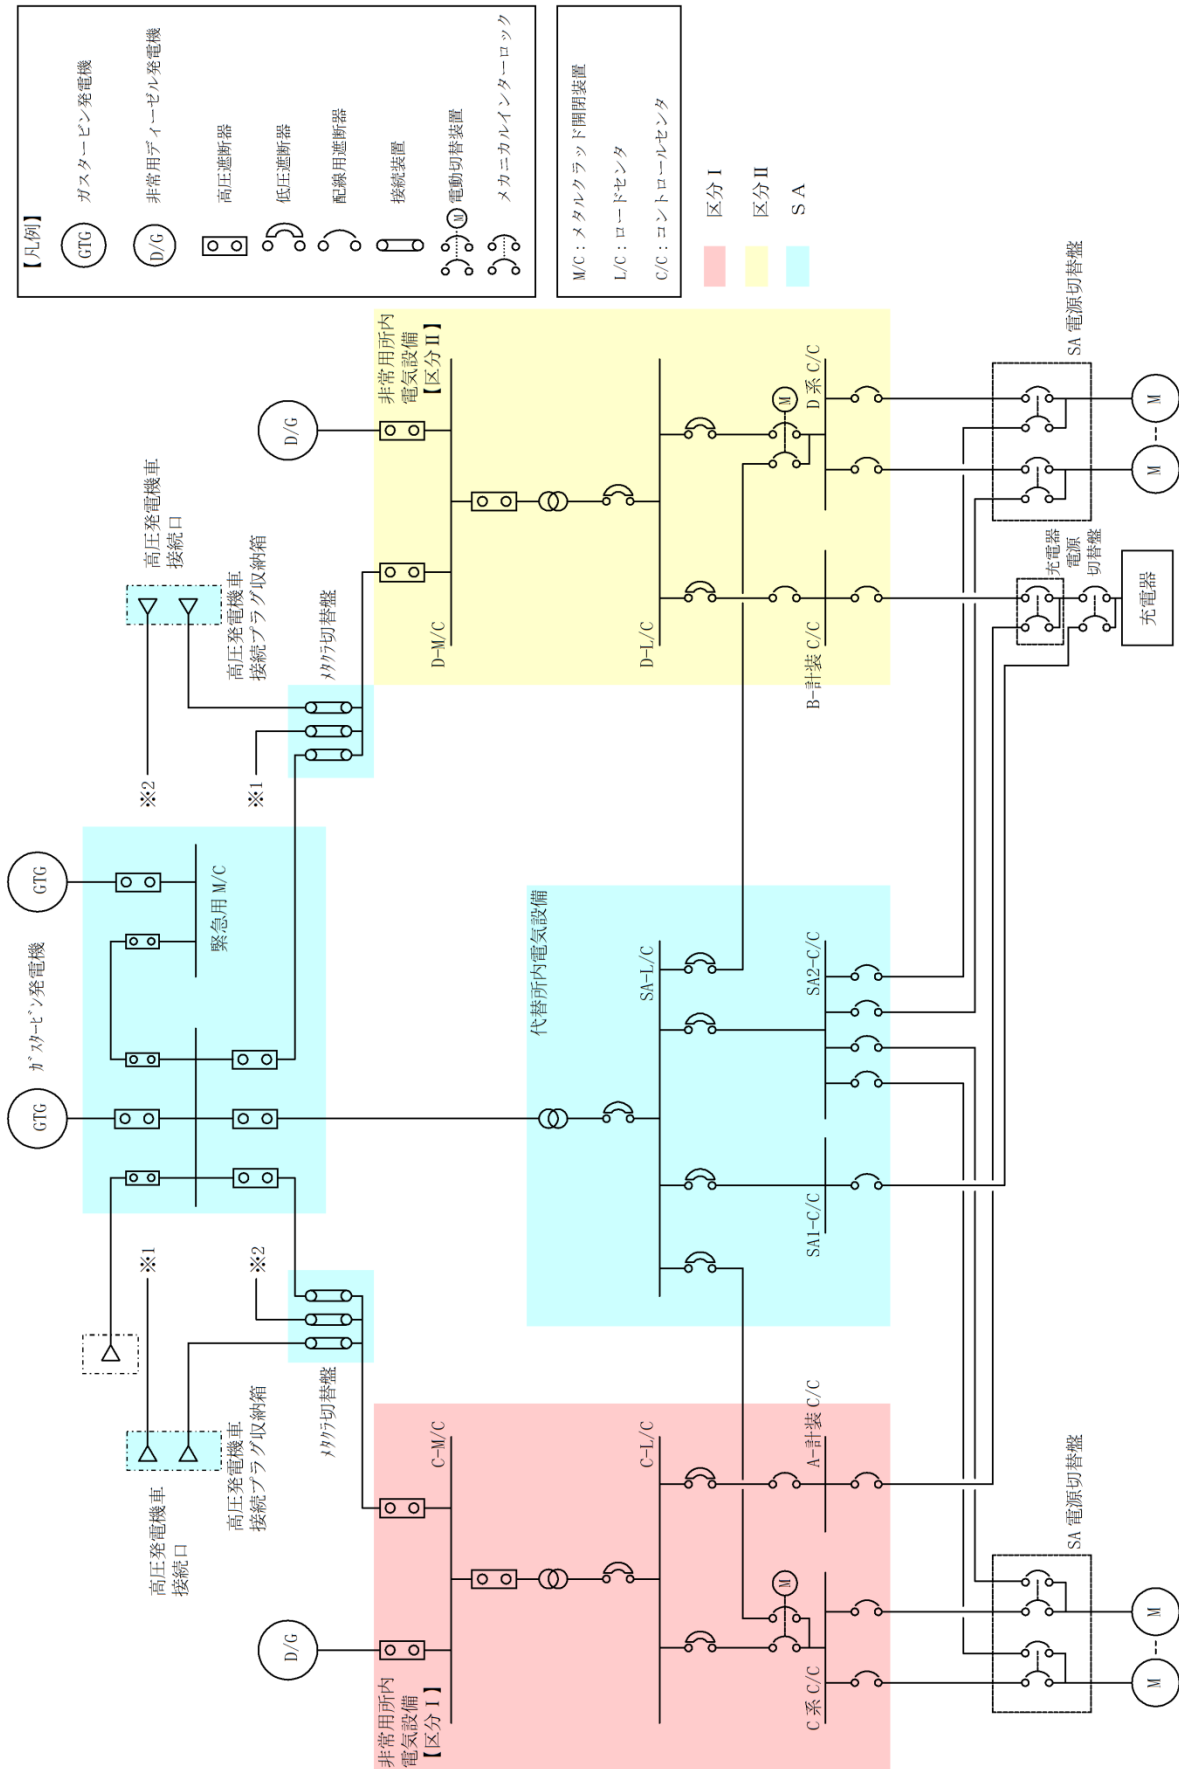 【凡例】
GTG
ガスタービン発電機
D/G
非常用ディーゼル発電機
高圧遮断器
低圧遮断器
配線用遮断器
接続装置
M
電動切替装置
メカニカルインターロック
M/C：メタルクラッド開閉装置
L/C：ロードセンタ
C/C：コントロールセンタ
区分Ⅰ
区分Ⅱ
ＳＡ
GTG
ガスタービン発電機
GTG
緊急用 M/C
※1
高圧発電機車
接続口
高圧発電機車
接続プラグ収納箱
※2
メタクラ切替盤
※2
高圧発電機車
接続口
高圧発電機車
接続プラグ収納箱
※1
メタクラ切替盤
D/G
非常用所内
電気設備
【区分Ⅰ】
C-M/C
C-L/C
M
C系 C/C
A-計装 C/C
代替所内電気設備
SA-L/C
SA1-C/C
SA2-C/C
D/G
非常用所内
電気設備
【区分Ⅱ】
D-M/C
D-L/C
M
B-計装 C/C
D系 C/C
SA 電源切替盤
M
M
充電器
電源
切替盤
充電器
SA 電源切替盤
M
M